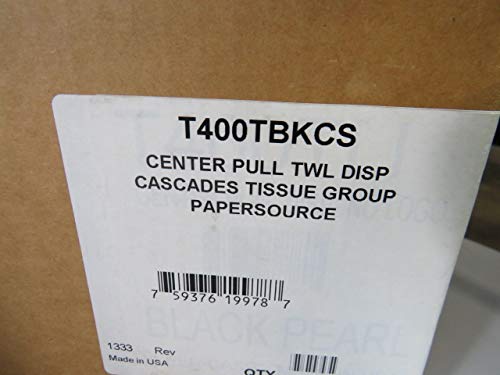 T400TBKCS
CENTER PULL TWL DISP
CASCADES TISSUE GROUP
PAPERSOURCE
7 59376 19978 7
BLACK PEARL
1333 Rev
Made in USA
QTY